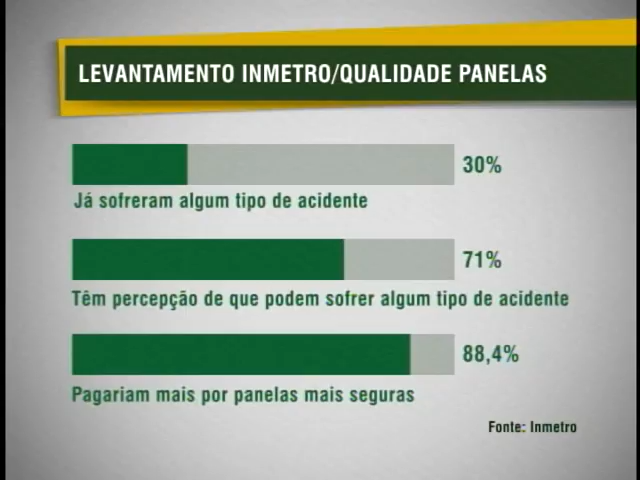 LEVANTAMENTO INMETRO/QUALIDADE PANELAS
30%
Já sofreram algum tipo de acidente
71%
Têm percepção de que podem sofrer algum tipo de acidente
88,4%
Pagariam mais por panelas mais seguras
Fonte: Inmetro